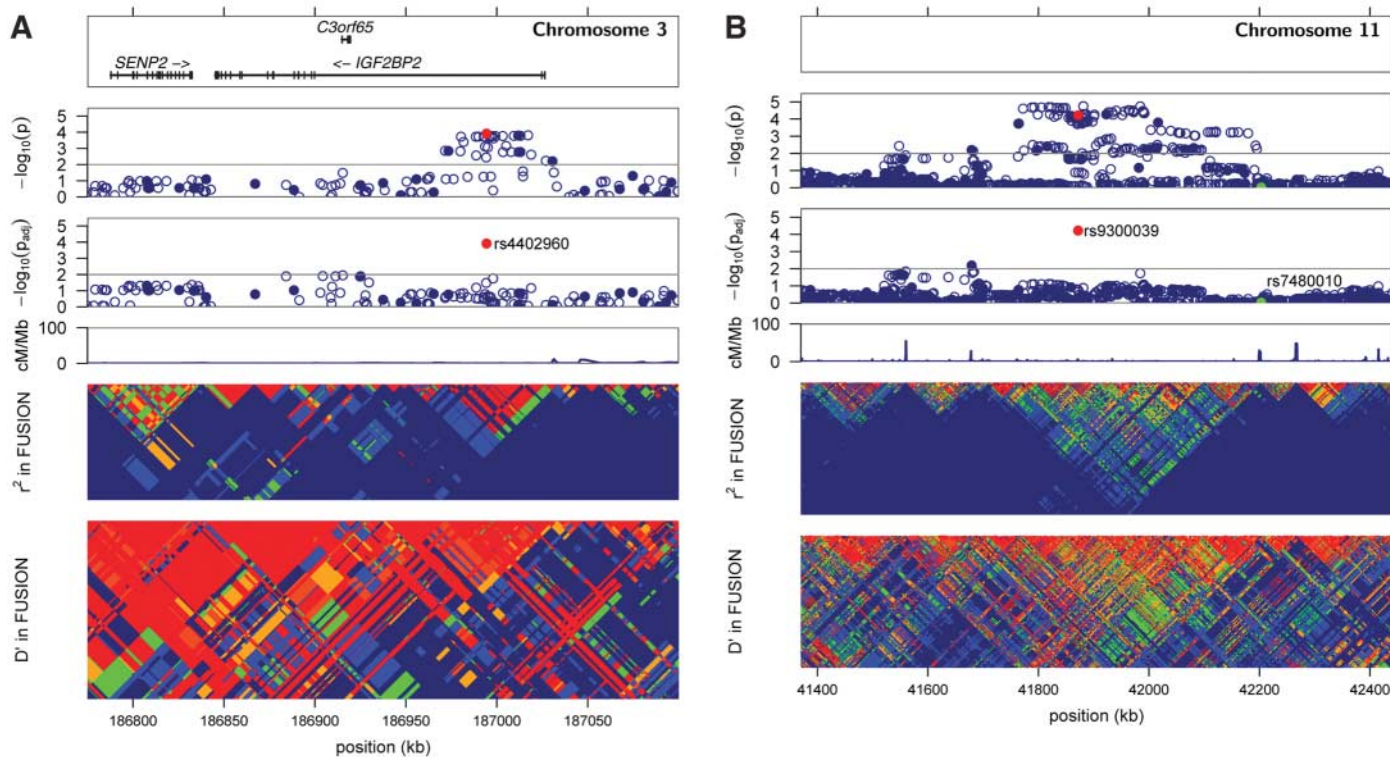 A
Chromosome 3
C3orf65
SENP2 –>
<– IGF2BP2
−log10(p)
5
4
3
2
1
0
−log10(padj)
5
4
3
2
1
0
rs4402960
cM/Mb
100
0
r2 in FUSION
D' in FUSION
186800 186850 186900 186950 187000 187050
position (kb)
B
Chromosome 11
−log10(p)
5
4
3
2
1
0
−log10(padj)
5
4
3
2
1
0
rs9300039
rs7480010
cM/Mb
100
0
r2 in FUSION
D' in FUSION
41400 41600 41800 42000 42200 42400
position (kb)